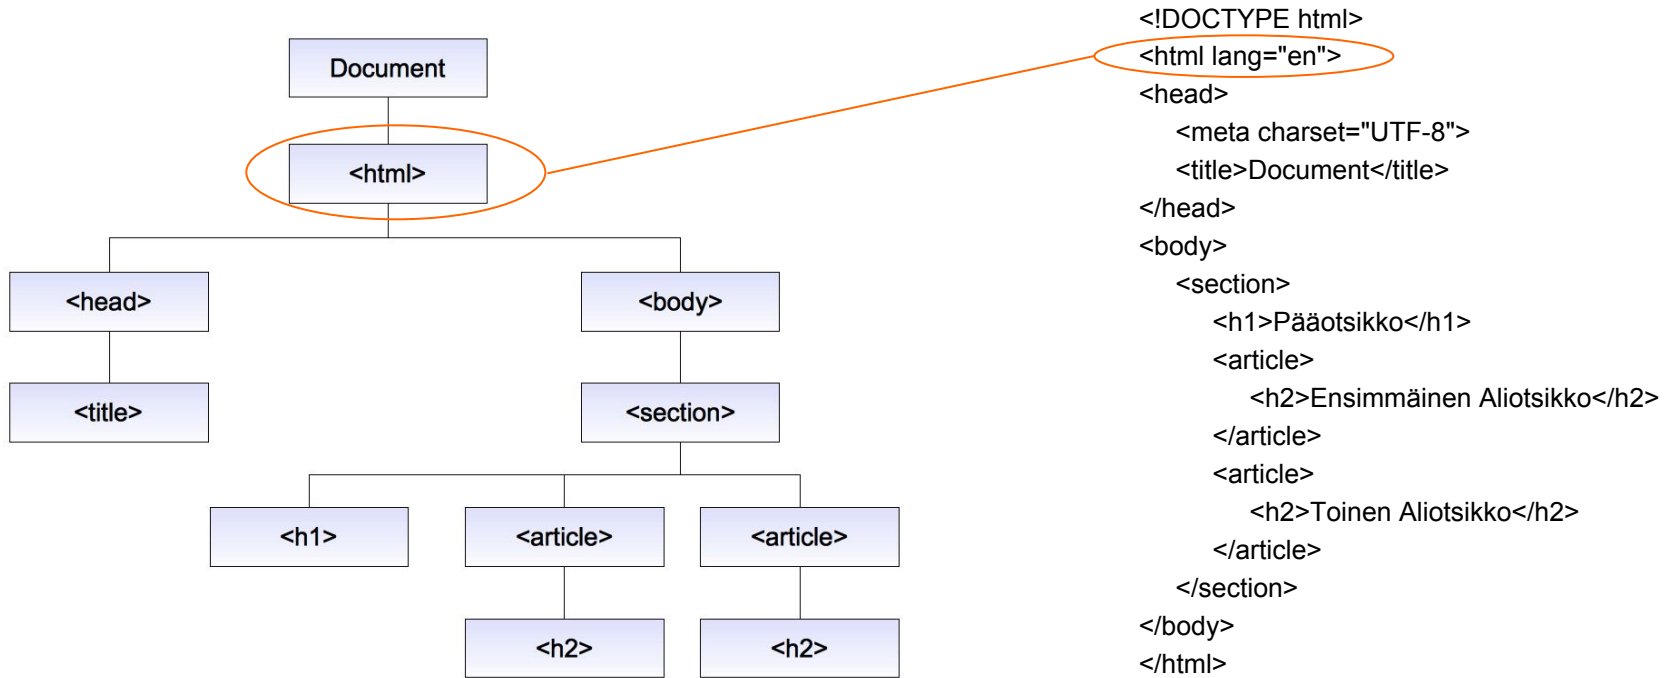 Document
<html>
<head>
<body>
<title>
<section>
<h1>
<article>
<article>
<h2>
<h2>
<!DOCTYPE html>
<html lang="en">
<head>
<meta charset="UTF-8">
<title>Document</title>
</head>
<body>
<section>
<h1>Pääotsikko</h1>
<article>
<h2>Ensimmäinen Aliotsikko</h2>
</article>
<article>
<h2>Toinen Aliotsikko</h2>
</article>
</section>
</body>
</html>